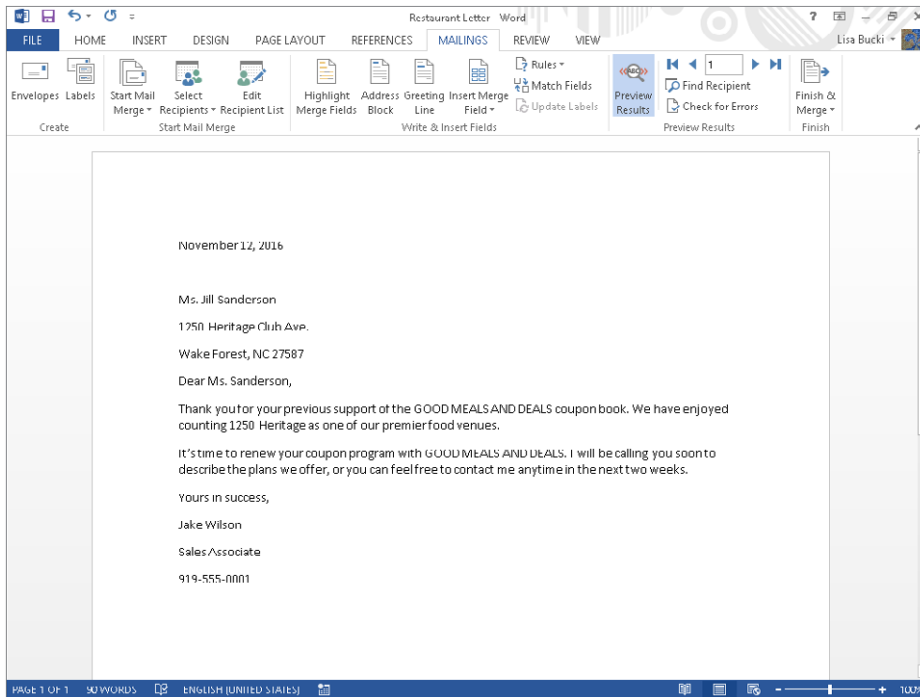 Restaurant Letter Word
FILE HOME INSERT DESIGN PAGE LAYOUT REFERENCES MAILINGS REVIEW VIEW Lisa Bucki
Envelopes Labels Start Mail Merge Select Recipients Edit Recipient List Highlight Merge Fields Address Block Greeting Line Insert Merge Field Rules Match Fields Update Labels ABC Preview Results 1 Find Recipient Check for Errors Finish & Merge
Create Start Mail Merge Write & Insert Fields Preview Results Finish
November 12, 2016
Ms. Jill Sanderson
1250 Heritage Club Ave.
Wake Forest, NC 27587
Dear Ms. Sanderson,
Thank you for your previous support of the GOOD MEALS AND DEALS coupon book. We have enjoyed
counting 1250 Heritage as one of our premier food venues.
It's time to renew your coupon program with GOOD MEALS AND DEALS. I will be calling you soon to
describe the plans we offer, or you can feel free to contact me anytime in the next two weeks.
Yours in success,
Jake Wilson
Sales Associate
919-555-0001
PAGE 1 OF 1 90 WORDS ENGLISH (UNITED STATES) 100%